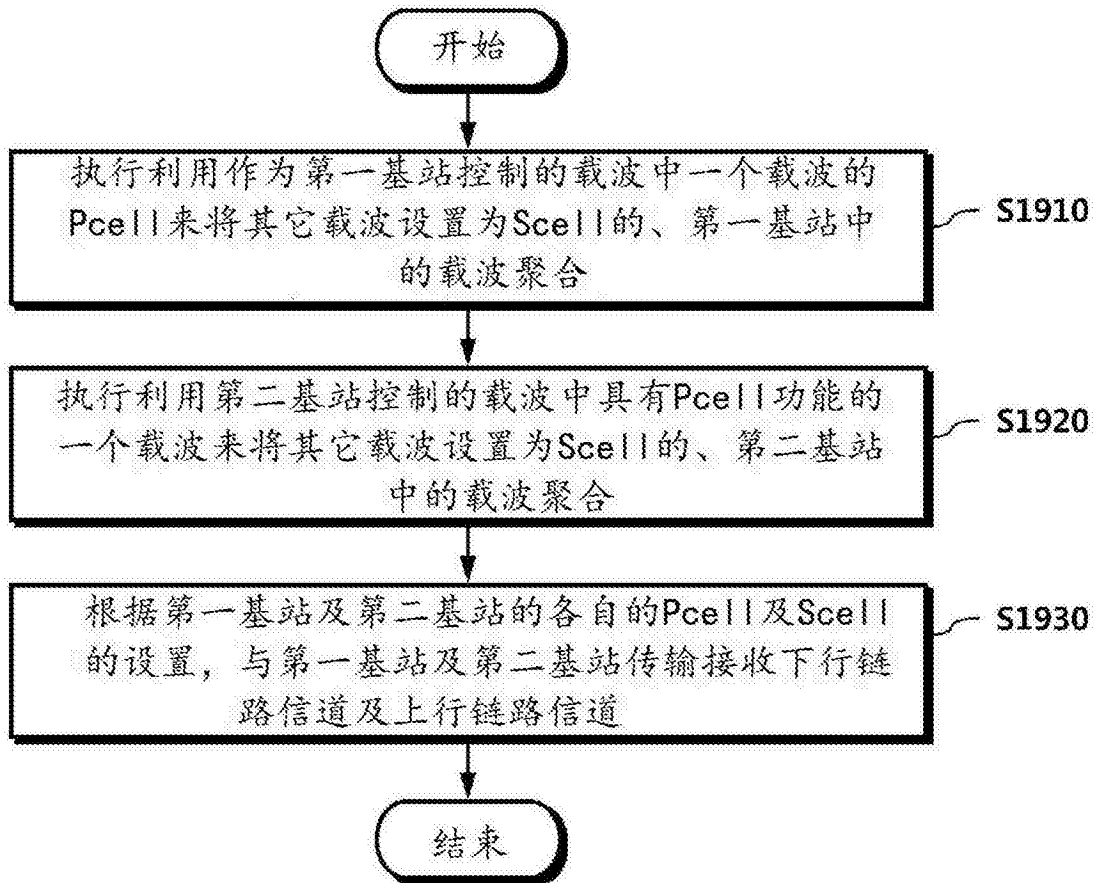 开始
执行利用作为第一基站控制的载波中一个载波的
Pcell来将其它载波设置为Scell的、第一基站中
的载波聚合
S1910
执行利用第二基站控制的载波中具有Pcell功能的
一个载波来将其它载波设置为Scell的、第二基站
中的载波聚合
S1920
根据第一基站及第二基站的各自的Pcell及Scell
的设置，与第一基站及第二基站传输接收下行链
路信道及上行链路信道
S1930
结束